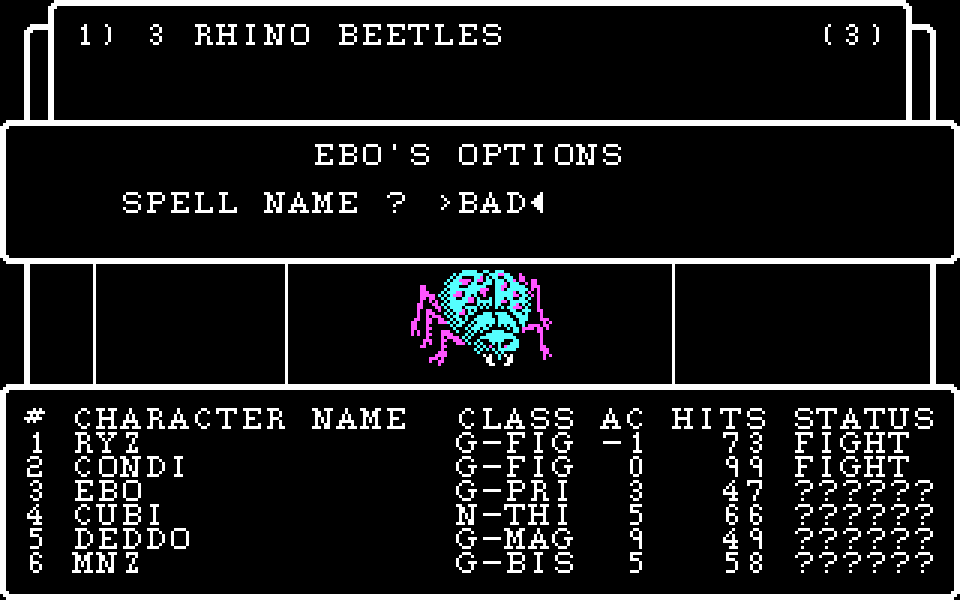 1) 3 RHINO BEETLES (3)
EBO'S OPTIONS
SPELL NAME ? >BAD◄
# CHARACTER NAME CLASS AC HITS STATUS
1 RYZ G-FIG -1 73 FIGHT
2 CONDI G-FIG 0 99 FIGHT
3 EBO G-PRI 3 47 ??????
4 CUBI N-THI 5 66 ??????
5 DEDDO G-MAG 9 49 ??????
6 MNZ G-BIS 5 58 ??????